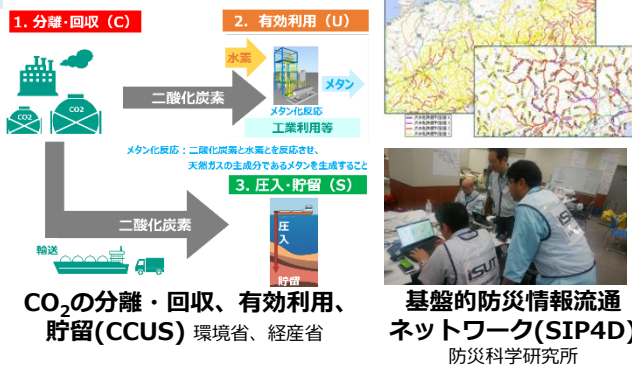 1. 分離・回収（C）
CO2
CO2
二酸化炭素
2. 有効利用（U）
水素
メタン
メタン化反応
工業利用等
メタン化反応：二酸化炭素と水素とを反応させ、
天然ガスの主成分であるメタンを生成すること
3. 圧入・貯留（S）
二酸化炭素
圧
入
貯留
輸送
CO2の分離・回収、有効利用、
貯留(CCUS) 環境省、経産省
ISUT
基盤的防災情報流通
ネットワーク(SIP4D)
防災科学研究所